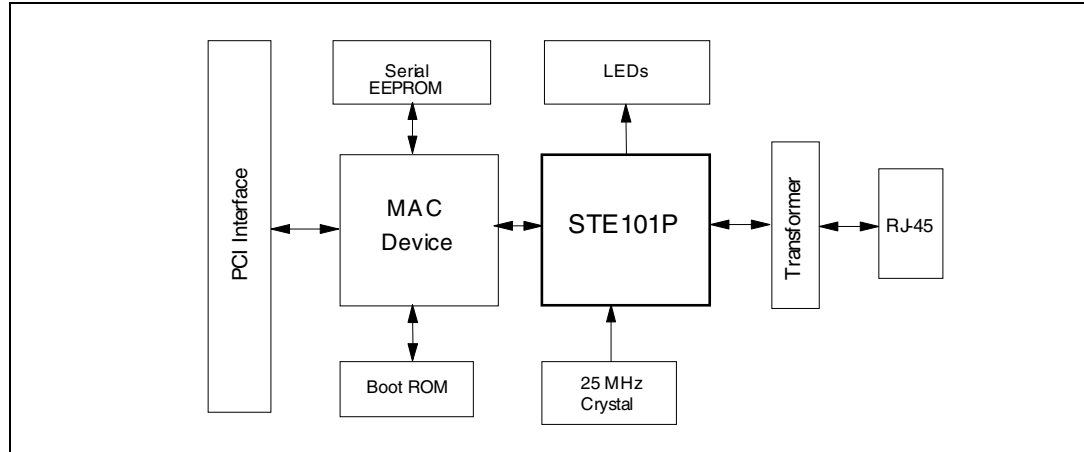 PCI Interface
Serial
EEPROM
MAC
Device
Boot ROM
LEDs
STE101P
25 MHz
Crystal
Transformer
RJ-45